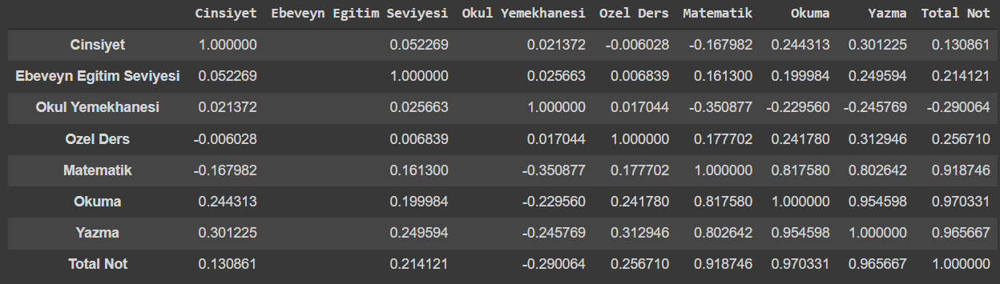 Cinsiyet Ebeveyn Egitim Seviyesi Okul Yemekhanesi Ozel Ders Matematik Okuma Yazma Total Not
Cinsiyet 1.000000 0.052269 0.021372 -0.006028 -0.167982 0.244313 0.301225 0.130861
Ebeveyn Egitim Seviyesi 0.052269 1.000000 0.025663 0.006839 0.161300 0.199984 0.249594 0.214121
Okul Yemekhanesi 0.021372 0.025663 1.000000 0.017044 -0.350877 -0.229560 -0.245769 -0.290064
Ozel Ders -0.006028 0.006839 0.017044 1.000000 0.177702 0.241780 0.312946 0.256710
Matematik -0.167982 0.161300 -0.350877 0.177702 1.000000 0.817580 0.802642 0.918746
Okuma 0.244313 0.199984 -0.229560 0.241780 0.817580 1.000000 0.954598 0.970331
Yazma 0.301225 0.249594 -0.245769 0.312946 0.802642 0.954598 1.000000 0.965667
Total Not 0.130861 0.214121 -0.290064 0.256710 0.918746 0.970331 0.965667 1.000000